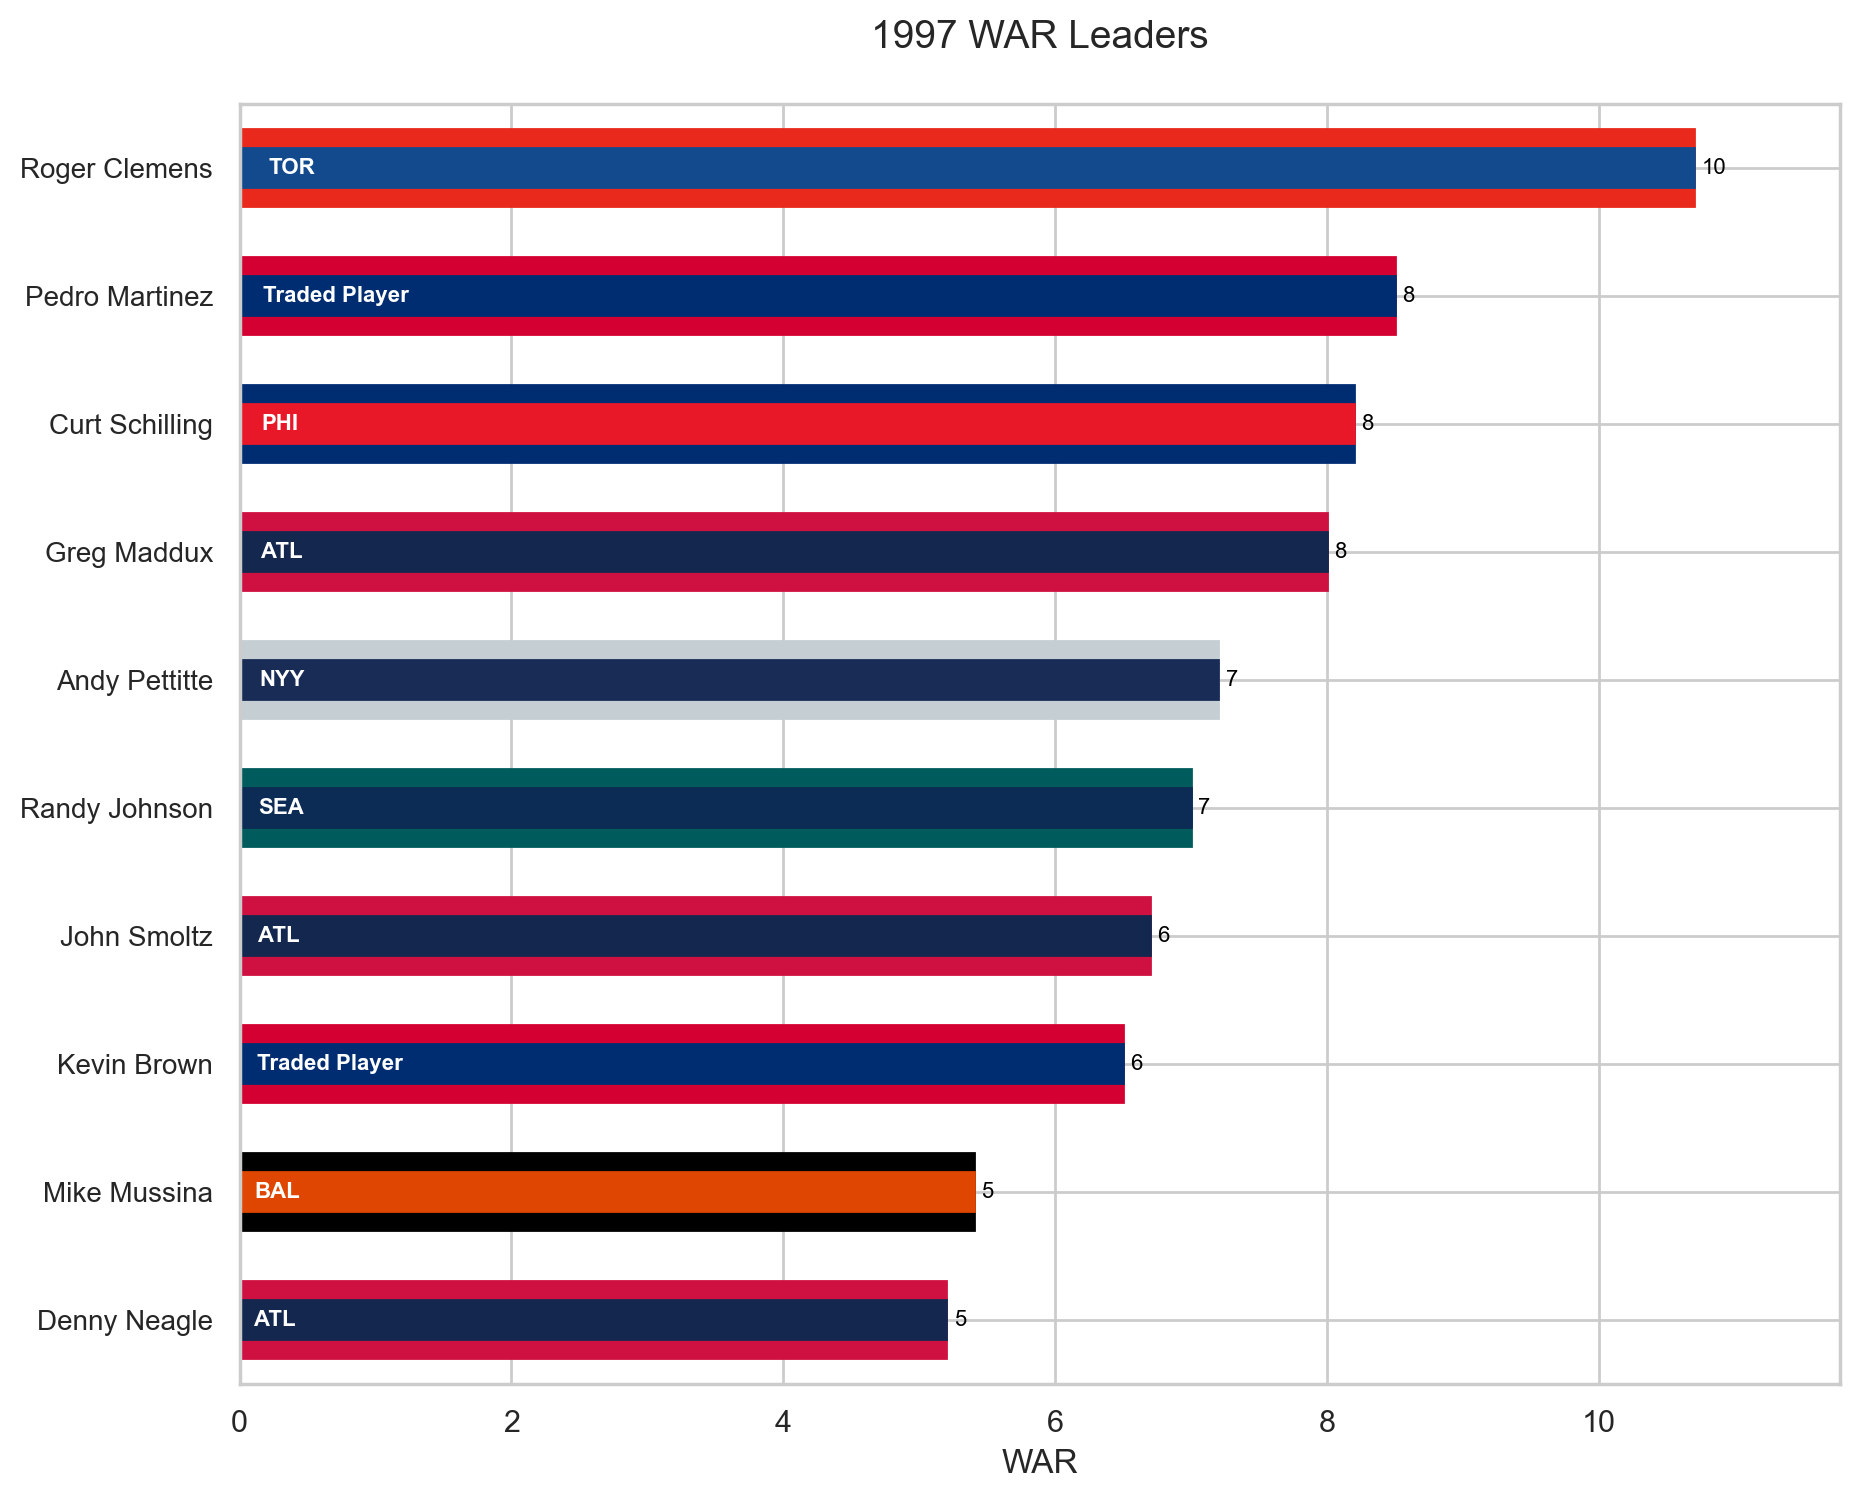 1997 WAR Leaders
Roger Clemens TOR 10
Pedro Martinez Traded Player 8
Curt Schilling PHI 8
Greg Maddux ATL 8
Andy Pettitte NYY 7
Randy Johnson SEA 7
John Smoltz ATL 6
Kevin Brown Traded Player 6
Mike Mussina BAL 5
Denny Neagle ATL 5
0 2 4 6 8 10
WAR